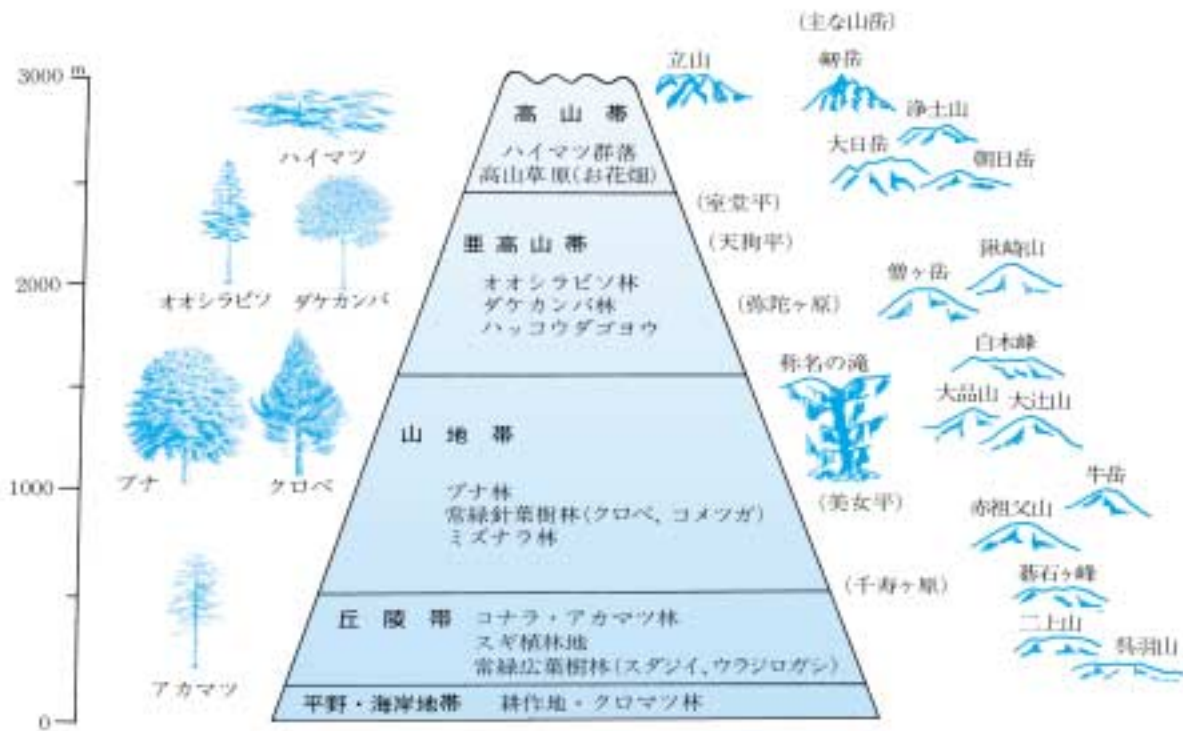 (主な山岳)
3000 m
立山
剱岳
浄土山
大日岳
朝日岳
高山帯
ハイマツ群落
高山草原(お花畑)
ハイマツ
(室堂平)
(天狗平)
亜高山帯
オオシラビソ林
ダケカンバ林
ハッコウダゴヨウ
2000
オオシラビソ
ダケカンバ
(弥陀ヶ原)
僧ヶ岳
鍬崎山
白木峰
称名の滝
大品山
大辻山
山地帯
ブナ林
常緑針葉樹林(クロベ、コメツガ)
ミズナラ林
ブナ
クロベ
1000
(美女平)
牛岳
赤祖父山
(千寿ヶ原)
碁石ヶ峰
二上山
呉羽山
丘陵帯
コナラ・アカマツ林
スギ植林地
常緑広葉樹林(スダジイ、ウラジロガシ)
アカマツ
平野・海岸地帯
耕作地・クロマツ林
0